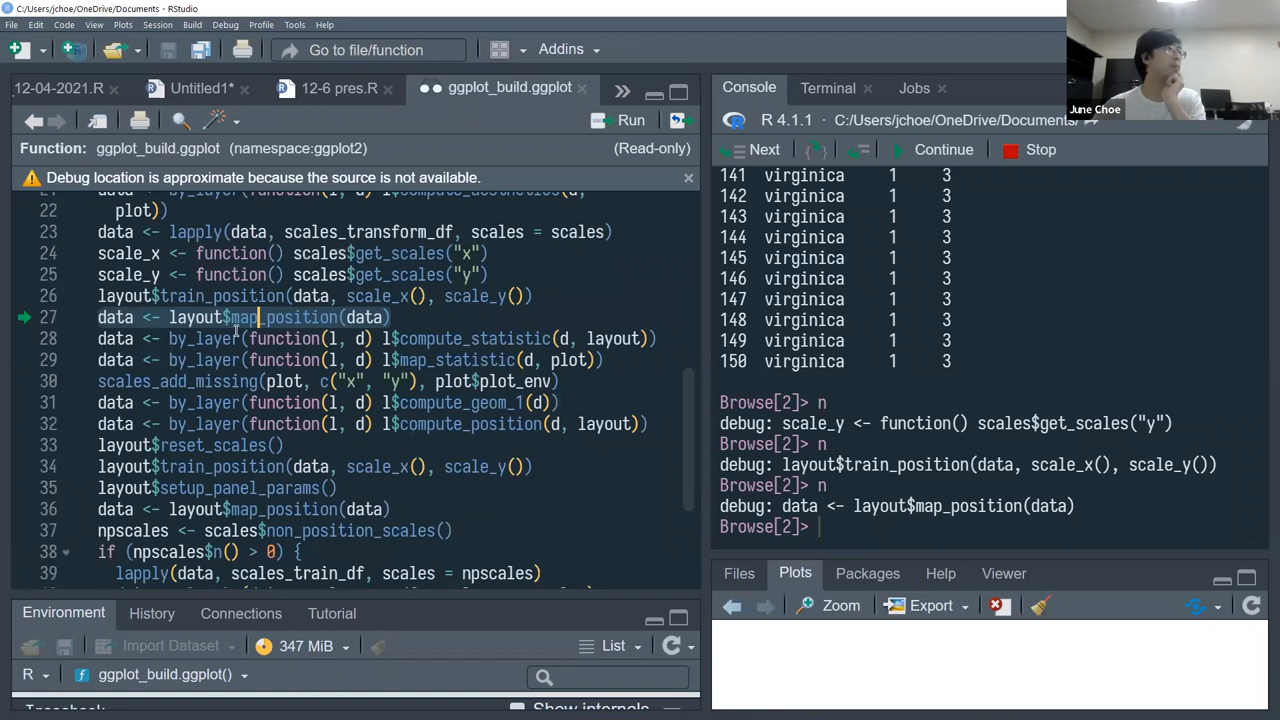 C:/Users/jchoe/OneDrive/Documents - RStudio
File Edit Code View Plots Session Build Debug Profile Tools Help
Go to file/function
Addins
12-04-2021.R
Untitled1*
12-6 pres.R
ggplot_build.ggplot
Run
Function: ggplot_build.ggplot (namespace:ggplot2) (Read-only)
Debug location is approximate because the source is not available.
22 plot))
23 data <- lapply(data, scales_transform_df, scales = scales)
24 scale_x <- function() scales$get_scales("x")
25 scale_y <- function() scales$get_scales("y")
26 layout$train_position(data, scale_x(), scale_y())
27 data <- layout$map_position(data)
28 data <- by_layer(function(l, d) l$compute_statistic(d, layout))
29 data <- by_layer(function(l, d) l$map_statistic(d, plot))
30 scales_add_missing(plot, c("x", "y"), plot$plot_env)
31 data <- by_layer(function(l, d) l$compute_geom_1(d))
32 data <- by_layer(function(l, d) l$compute_position(d, layout))
33 layout$reset_scales()
34 layout$train_position(data, scale_x(), scale_y())
35 layout$setup_panel_params()
36 data <- layout$map_position(data)
37 npscales <- scales$non_position_scales()
38 if (npscales$n() > 0) {
39 lapply(data, scales_train_df, scales = npscales)
Environment History Connections Tutorial
Import Dataset 347 MiB List
R ggplot_build.ggplot()
Show internals
Console Terminal Jobs
R 4.1.1 · C:/Users/jchoe/OneDrive/Documents/
Next Continue Stop
141 virginica 1 3
142 virginica 1 3
143 virginica 1 3
144 virginica 1 3
145 virginica 1 3
146 virginica 1 3
147 virginica 1 3
148 virginica 1 3
149 virginica 1 3
150 virginica 1 3
Browse[2]> n
debug: scale_y <- function() scales$get_scales("y")
Browse[2]> n
debug: layout$train_position(data, scale_x(), scale_y())
Browse[2]> n
debug: data <- layout$map_position(data)
Browse[2]>
Files Plots Packages Help Viewer
Zoom Export
June Choe